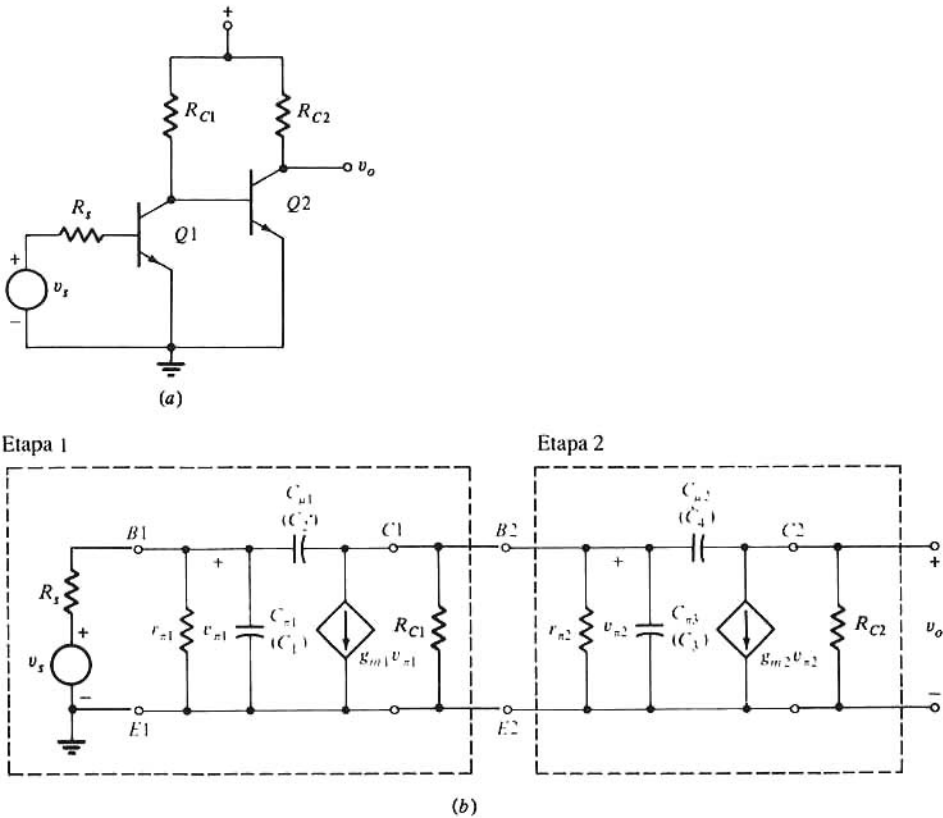 +
R_C1
R_C2
v_o
R_s
Q1
Q2
+
v_s
−
(a)
Etapa 1
Etapa 2
C_μ1
(C_2)
C_μ2
(C_4)
B1
C1
B2
C2
+
+
+
R_s
+
v_s
−
r_π1
v_π1
C_π1
(C_1)
g_m1 v_π1
R_C1
r_π2
v_π2
C_π3
(C_3)
g_m2 v_π2
R_C2
v_o
−
E1
E2
(b)